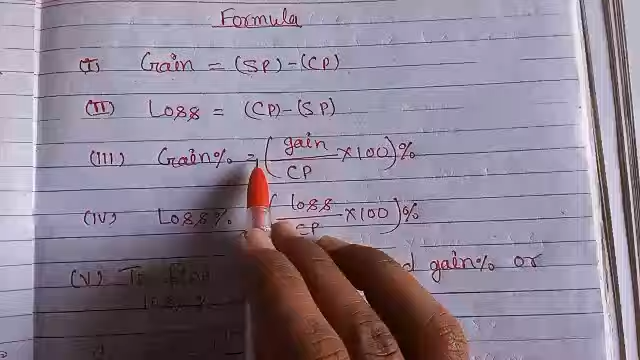 Formula
(I) Gain = (SP)-(CP)
(II) Loss = (CP)-(SP)
(III) Gain% = (gain/CP ×100)%
(IV) Loss% (loss/CP ×100)%
(V) To gain% or